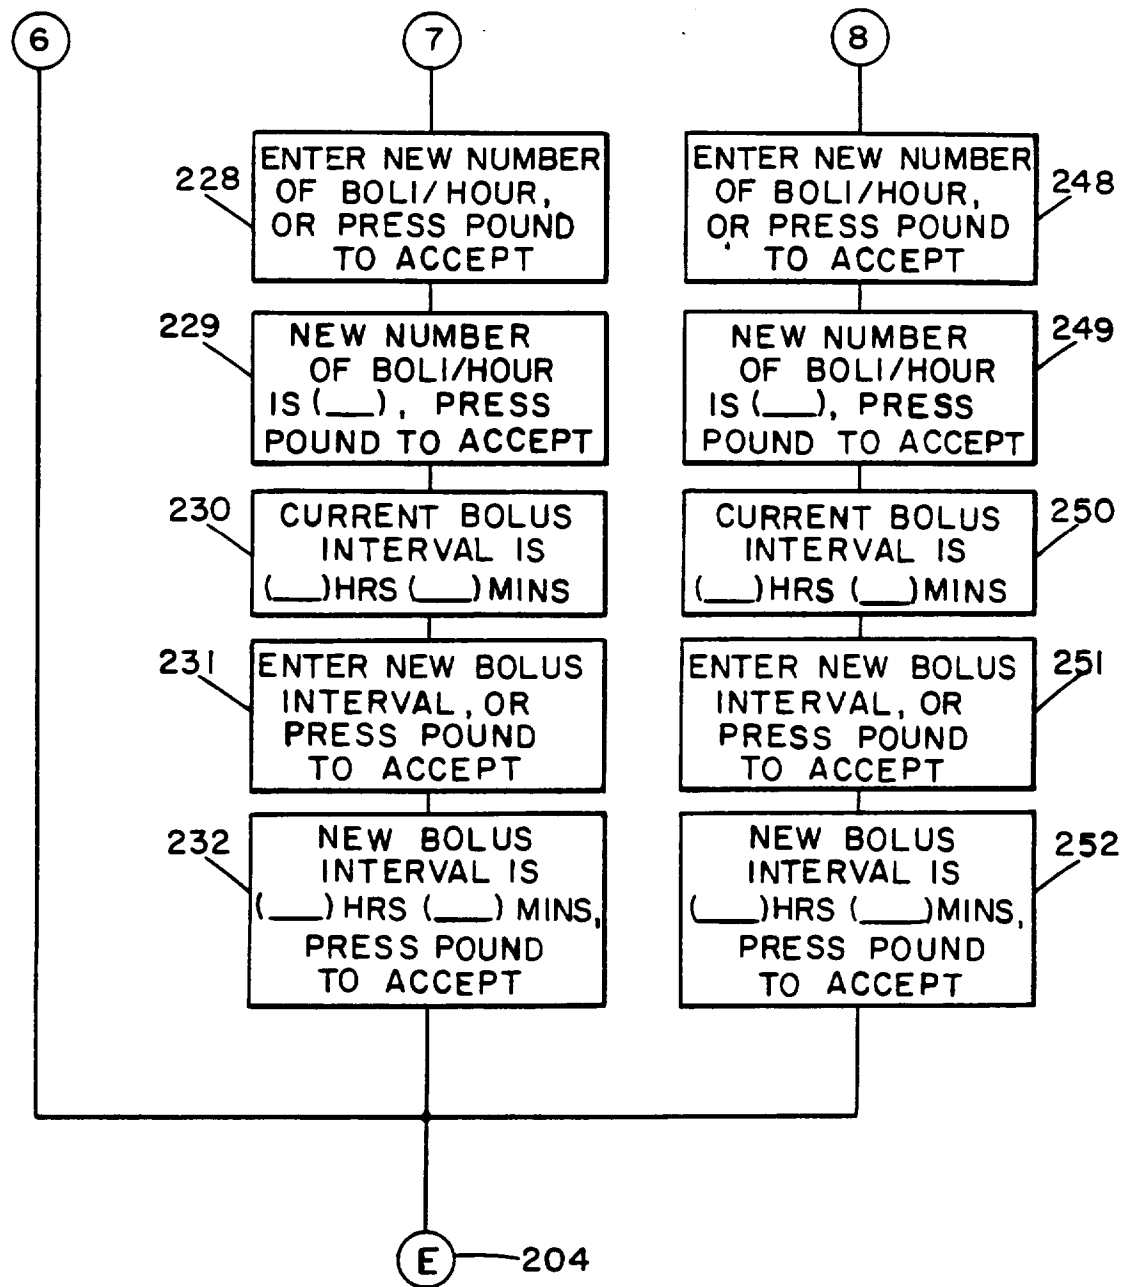 6
7
8
228
ENTER NEW NUMBER
OF BOLI/HOUR,
OR PRESS POUND
TO ACCEPT
ENTER NEW NUMBER
OF BOLI/HOUR,
OR PRESS POUND
TO ACCEPT
248
229
NEW NUMBER
OF BOLI/HOUR
IS (___), PRESS
POUND TO ACCEPT
NEW NUMBER
OF BOLI/HOUR
IS (___), PRESS
POUND TO ACCEPT
249
230
CURRENT BOLUS
INTERVAL IS
(___)HRS (___)MINS
CURRENT BOLUS
INTERVAL IS
(___)HRS (___)MINS
250
231
ENTER NEW BOLUS
INTERVAL, OR
PRESS POUND
TO ACCEPT
ENTER NEW BOLUS
INTERVAL, OR
PRESS POUND
TO ACCEPT
251
232
NEW BOLUS
INTERVAL IS
(___)HRS (___) MINS,
PRESS POUND
TO ACCEPT
NEW BOLUS
INTERVAL IS
(___)HRS (___)MINS,
PRESS POUND
TO ACCEPT
252
E
204